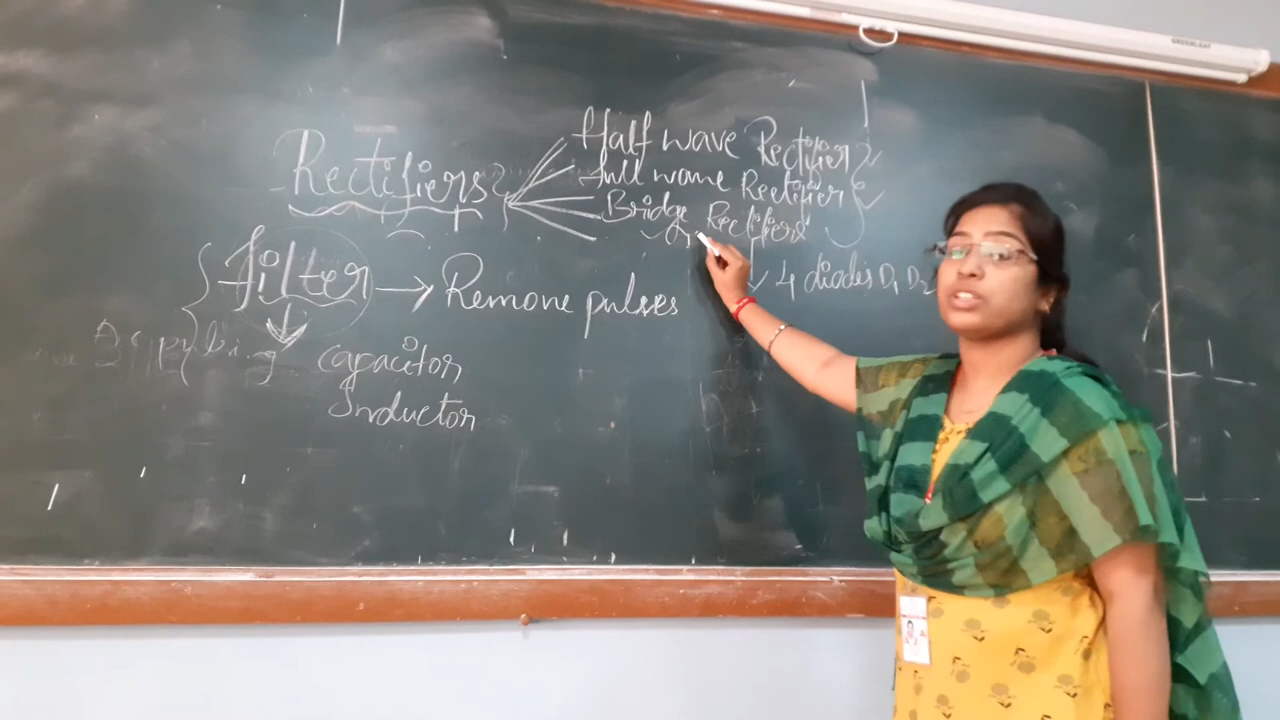 Rectifiers
Half wave Rectifier
full wave Rectifier
Bridge Rectifiers
4 diodes D1 D2
filter → Remove pulses
capacitor
Inductor